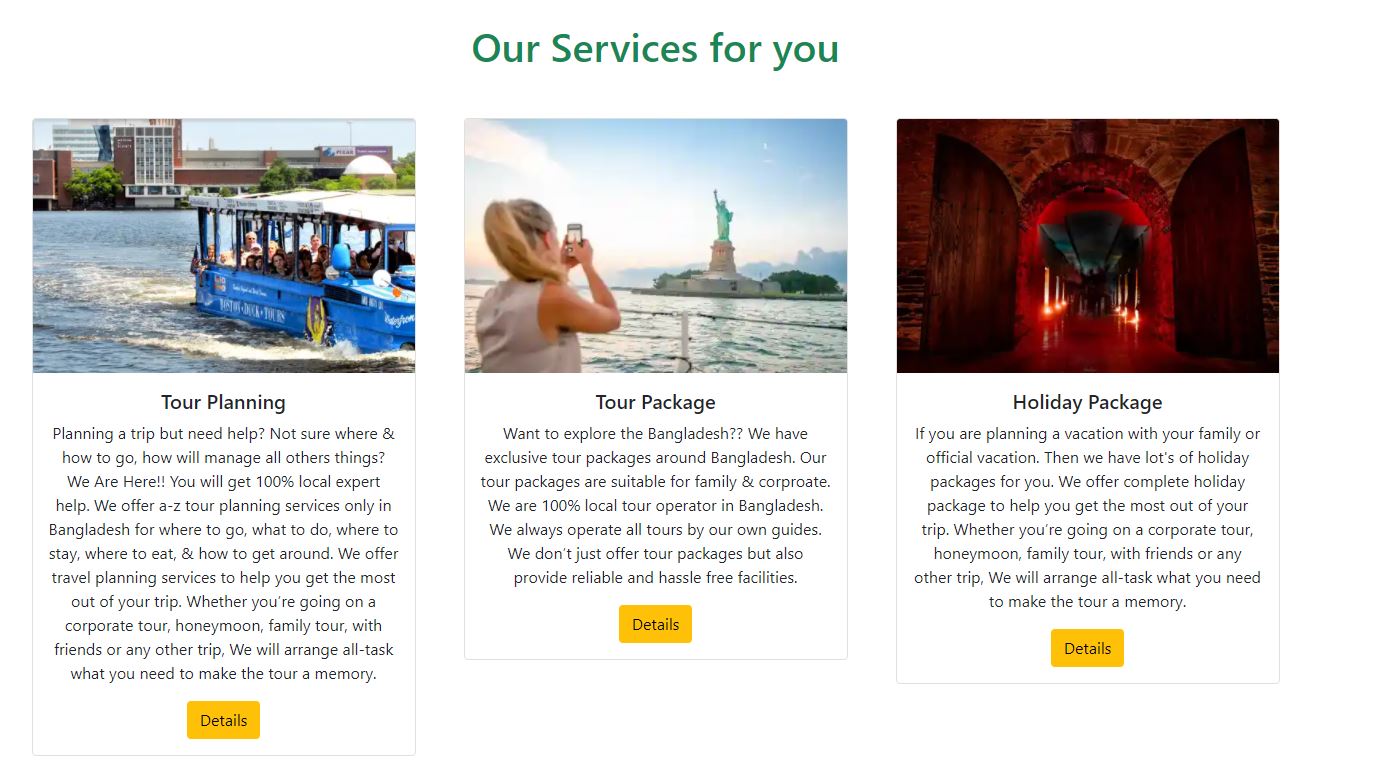 Our Services for you
BOSTON DUCK TOURS
Tour Planning
Planning a trip but need help? Not sure where &
how to go, how will manage all others things?
We Are Here!! You will get 100% local expert
help. We offer a-z tour planning services only in
Bangladesh for where to go, what to do, where to
stay, where to eat, & how to get around. We offer
travel planning services to help you get the most
out of your trip. Whether you're going on a
corporate tour, honeymoon, family tour, with
friends or any other trip, We will arrange all-task
what you need to make the tour a memory.
Details
Tour Package
Want to explore the Bangladesh?? We have
exclusive tour packages around Bangladesh. Our
tour packages are suitable for family & corproate.
We are 100% local tour operator in Bangladesh.
We always operate all tours by our own guides.
We don't just offer tour packages but also
provide reliable and hassle free facilities.
Details
Holiday Package
If you are planning a vacation with your family or
official vacation. Then we have lot's of holiday
packages for you. We offer complete holiday
package to help you get the most out of your
trip. Whether you're going on a corporate tour,
honeymoon, family tour, with friends or any
other trip, We will arrange all-task what you need
to make the tour a memory.
Details